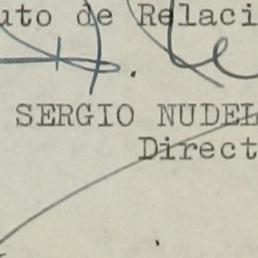 uto de Relaci
SERGIO NUDEL
Direct